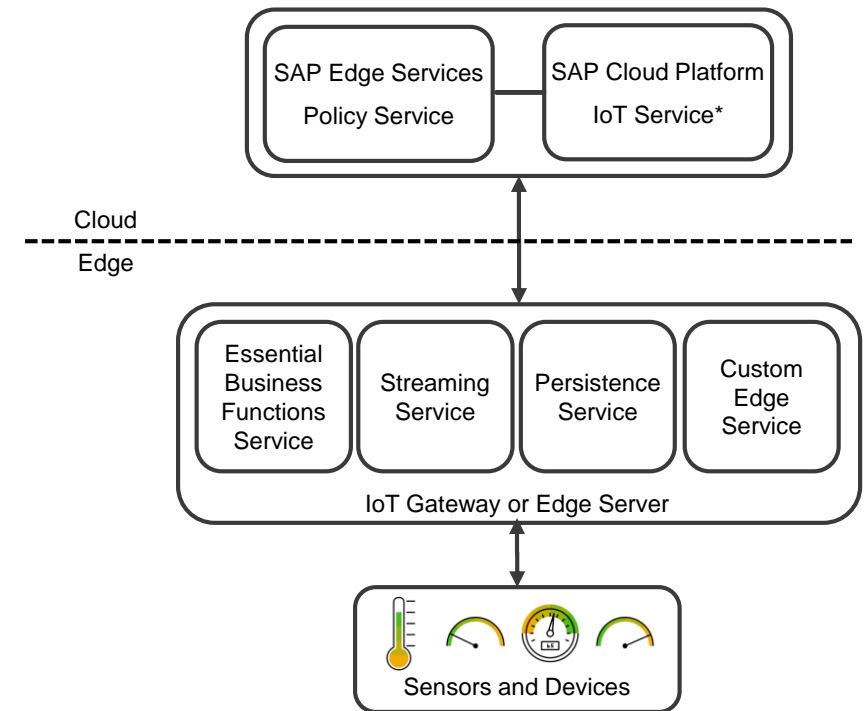 SAP Edge Services
Policy Service
SAP Cloud Platform
IoT Service*
Cloud
Edge
Essential
Business
Functions
Service
Streaming
Service
Persistence
Service
Custom
Edge
Service
IoT Gateway or Edge Server
Sensors and Devices